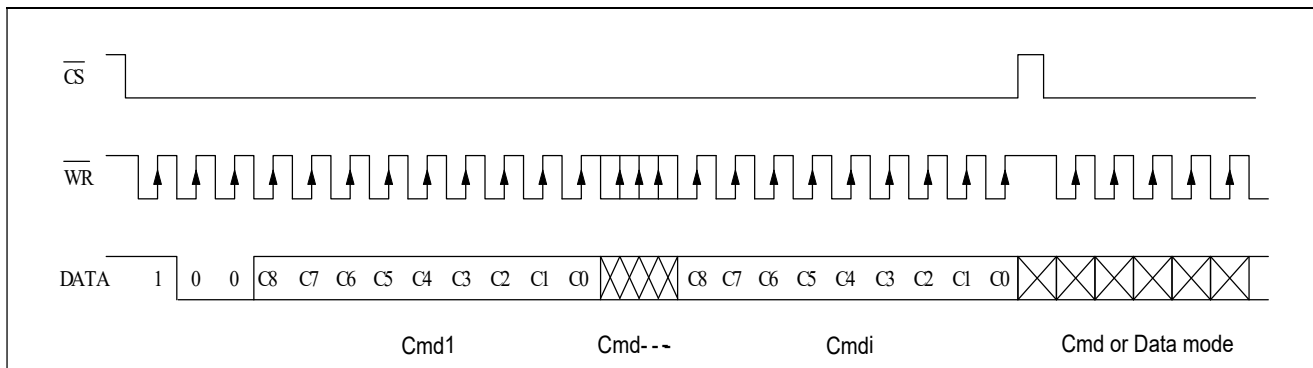 CS
WR
DATA 1 0 0 C8 C7 C6 C5 C4 C3 C2 C1 C0 C8 C7 C6 C5 C4 C3 C2 C1 C0
Cmd1 Cmd--- Cmdi Cmd or Data mode